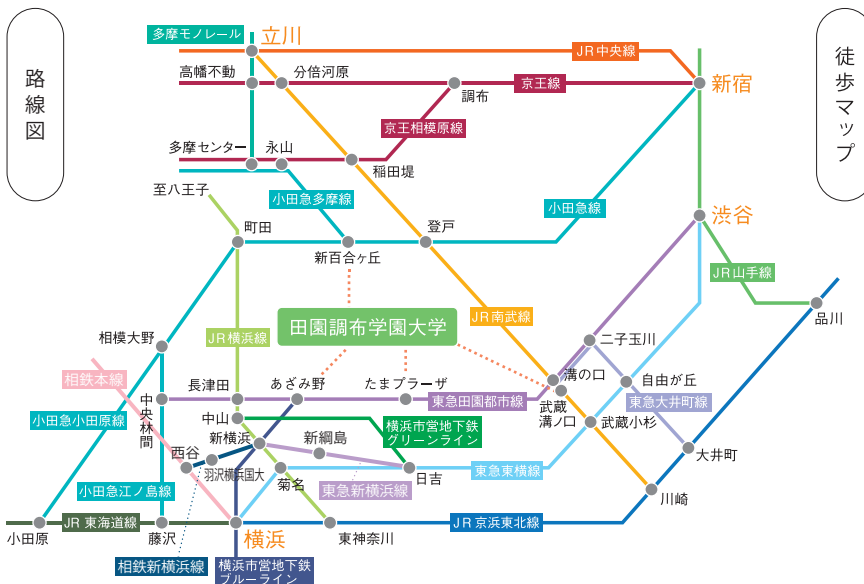 路線図
徒歩マップ
多摩モノレール
立川
JR中央線
高幡不動
分倍河原
調布
京王線
新宿
京王相模原線
多摩センター
永山
稲田堤
至八王子
小田急多摩線
小田急線
町田
新百合ヶ丘
登戸
渋谷
JR山手線
品川
田園調布学園大学
JR南武線
JR横浜線
相模大野
二子玉川
相鉄本線
長津田
あざみ野
たまプラーザ
東急田園都市線
溝の口
武蔵
溝ノ口
自由が丘
東急大井町線
中央林間
小田急小田原線
中山
横浜市営地下鉄
グリーンライン
武蔵小杉
新横浜
新綱島
西谷
羽沢横浜国大
菊名
日吉
東急東横線
大井町
東急新横浜線
小田急江ノ島線
川崎
小田原
JR 東海道線
藤沢
横浜
東神奈川
JR 京浜東北線
相鉄新横浜線
横浜市営地下鉄
ブルーライン